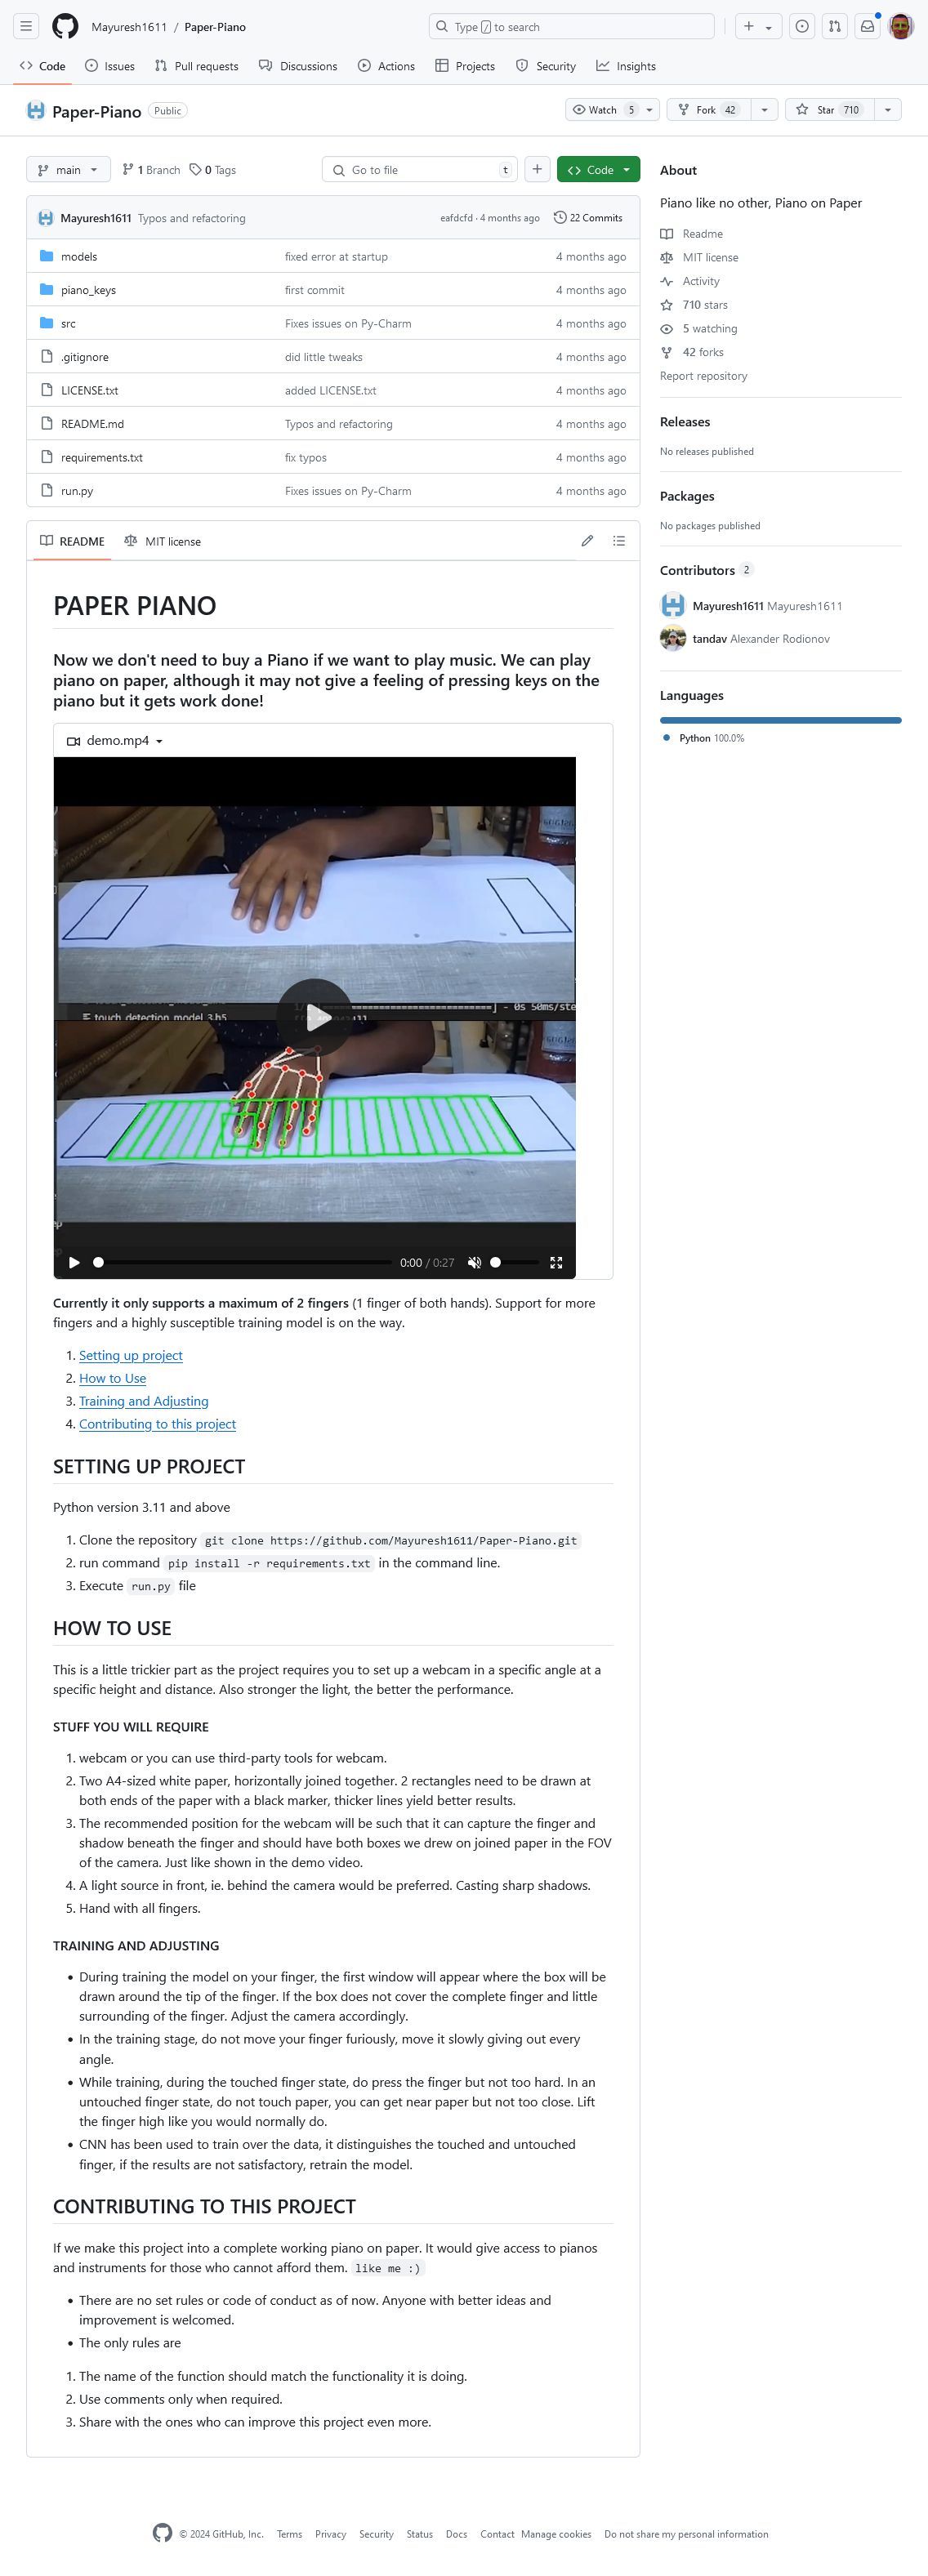 Mayuresh1611 / Paper-Piano
Type / to search
Code Issues Pull requests Discussions Actions Projects Security Insights
Paper-Piano Public
Watch 5 Fork 42 Star 710
main 1 Branch 0 Tags Go to file t Code
Mayuresh1611 Typos and refactoring eafdcfd · 4 months ago 22 Commits
models fixed error at startup 4 months ago
piano_keys first commit 4 months ago
src Fixes issues on Py-Charm 4 months ago
.gitignore did little tweaks 4 months ago
LICENSE.txt added LICENSE.txt 4 months ago
README.md Typos and refactoring 4 months ago
requirements.txt fix typos 4 months ago
run.py Fixes issues on Py-Charm 4 months ago
README MIT license
PAPER PIANO
Now we don't need to buy a Piano if we want to play music. We can play
piano on paper, although it may not give a feeling of pressing keys on the
piano but it gets work done!
demo.mp4
touch_detection_model_3.h5
- 0s 50ms/ste
0:00 / 0:27
Currently it only supports a maximum of 2 fingers (1 finger of both hands). Support for more
fingers and a highly susceptible training model is on the way.
1. Setting up project
2. How to Use
3. Training and Adjusting
4. Contributing to this project
SETTING UP PROJECT
Python version 3.11 and above
1. Clone the repository git clone https://github.com/Mayuresh1611/Paper-Piano.git
2. run command pip install -r requirements.txt in the command line.
3. Execute run.py file
HOW TO USE
This is a little trickier part as the project requires you to set up a webcam in a specific angle at a
specific height and distance. Also stronger the light, the better the performance.
STUFF YOU WILL REQUIRE
1. webcam or you can use third-party tools for webcam.
2. Two A4-sized white paper, horizontally joined together. 2 rectangles need to be drawn at
both ends of the paper with a black marker, thicker lines yield better results.
3. The recommended position for the webcam will be such that it can capture the finger and
shadow beneath the finger and should have both boxes we drew on joined paper in the FOV
of the camera. Just like shown in the demo video.
4. A light source in front, ie. behind the camera would be preferred. Casting sharp shadows.
5. Hand with all fingers.
TRAINING AND ADJUSTING
• During training the model on your finger, the first window will appear where the box will be
drawn around the tip of the finger. If the box does not cover the complete finger and little
surrounding of the finger. Adjust the camera accordingly.
• In the training stage, do not move your finger furiously, move it slowly giving out every
angle.
• While training, during the touched finger state, do press the finger but not too hard. In an
untouched finger state, do not touch paper, you can get near paper but not too close. Lift
the finger high like you would normally do.
• CNN has been used to train over the data, it distinguishes the touched and untouched
finger, if the results are not satisfactory, retrain the model.
CONTRIBUTING TO THIS PROJECT
If we make this project into a complete working piano on paper. It would give access to pianos
and instruments for those who cannot afford them. like me :)
• There are no set rules or code of conduct as of now. Anyone with better ideas and
improvement is welcomed.
• The only rules are
1. The name of the function should match the functionality it is doing.
2. Use comments only when required.
3. Share with the ones who can improve this project even more.
About
Piano like no other, Piano on Paper
Readme
MIT license
Activity
710 stars
5 watching
42 forks
Report repository
Releases
No releases published
Packages
No packages published
Contributors 2
Mayuresh1611 Mayuresh1611
tandav Alexander Rodionov
Languages
Python 100.0%
© 2024 GitHub, Inc. Terms Privacy Security Status Docs Contact Manage cookies Do not share my personal information